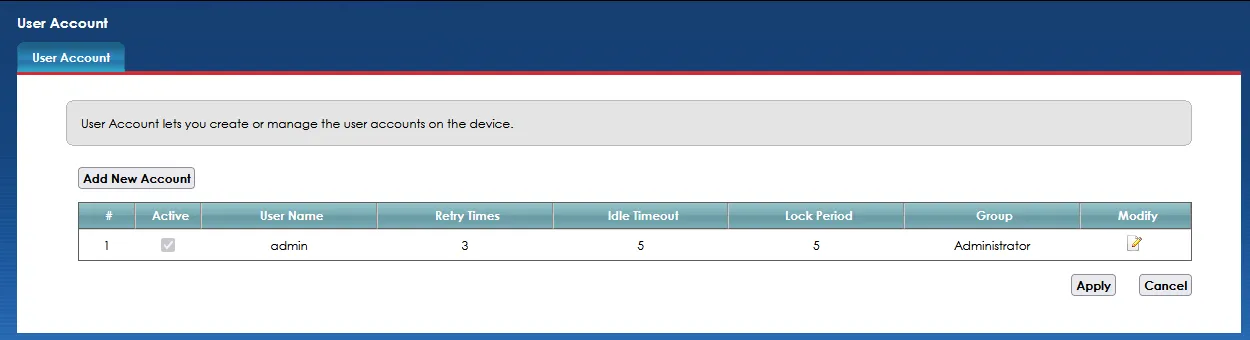 User Account
User Account
User Account lets you create or manage the user accounts on the device.
Add New Account
# Active User Name Retry Times Idle Timeout Lock Period Group Modify
1 admin 3 5 5 Administrator
Apply Cancel